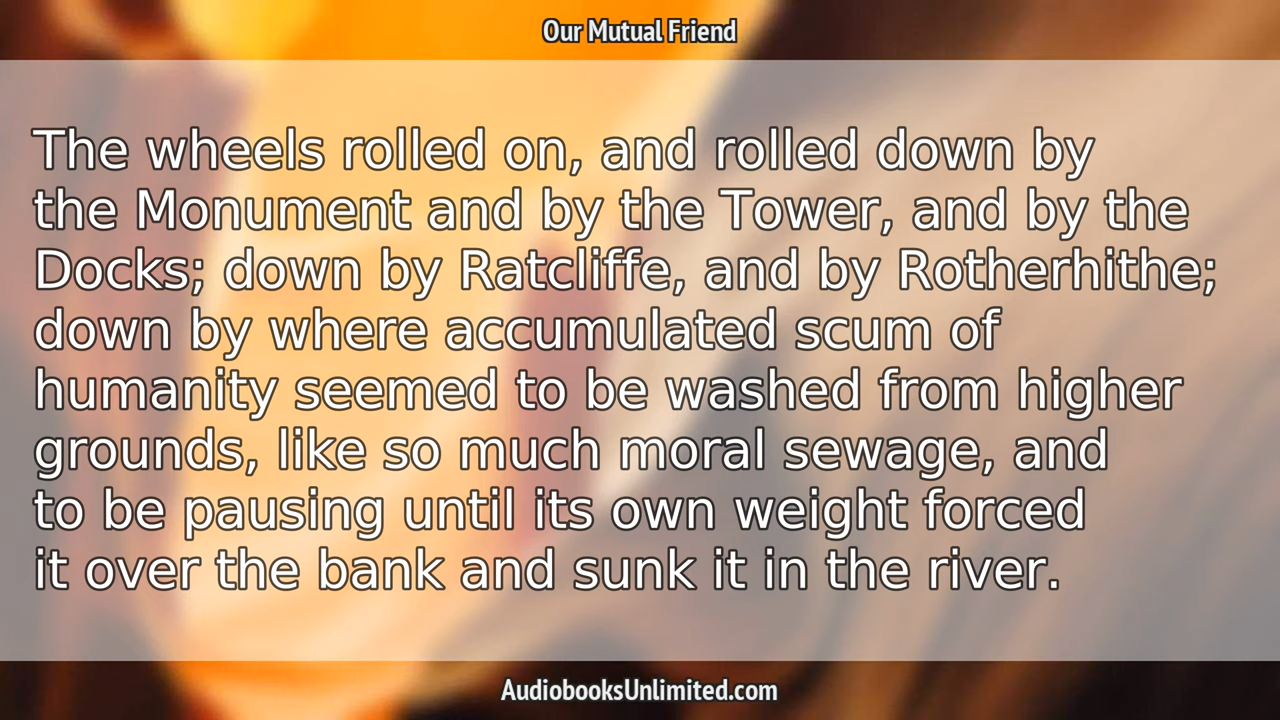 Our Mutual Friend
The wheels rolled on, and rolled down by
the Monument and by the Tower, and by the
Docks; down by Ratcliffe, and by Rotherhithe;
down by where accumulated scum of
humanity seemed to be washed from higher
grounds, like so much moral sewage, and
to be pausing until its own weight forced
it over the bank and sunk it in the river.
AudiobooksUnlimited.com